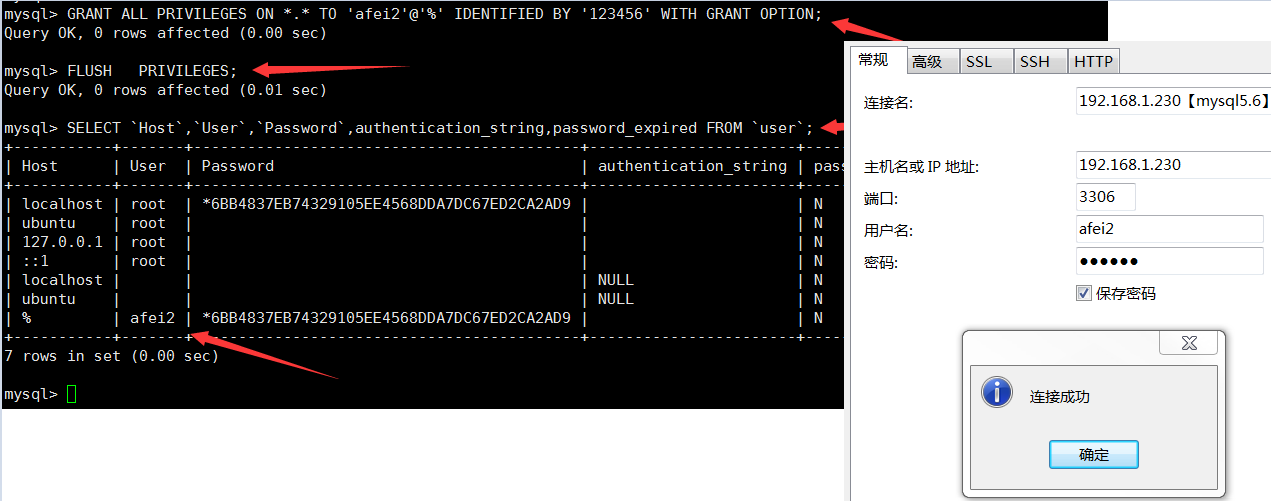 mysql> GRANT ALL PRIVILEGES ON *.* TO 'afei2'@'%' IDENTIFIED BY '123456' WITH GRANT OPTION;
Query OK, 0 rows affected (0.00 sec)
mysql> FLUSH   PRIVILEGES;
Query OK, 0 rows affected (0.01 sec)
mysql> SELECT `Host`,`User`,`Password`,authentication_string,password_expired FROM `user`;
+-----------+-------+-------------------------------------------+-----------------------+
| Host      | User  | Password                                  | authentication_string | pas
+-----------+-------+-------------------------------------------+-----------------------+
| localhost | root  | *6BB4837EB74329105EE4568DDA7DC67ED2CA2AD9 |                       | N
| ubuntu    | root  |                                           |                       | N
| 127.0.0.1 | root  |                                           |                       | N
| ::1       | root  |                                           |                       | N
| localhost |       |                                           | NULL                  | N
| ubuntu    |       |                                           | NULL                  | N
| %         | afei2 | *6BB4837EB74329105EE4568DDA7DC67ED2CA2AD9 |                       | N
+-----------+-------+-------------------------------------------+-----------------------+
7 rows in set (0.00 sec)
mysql>
常规 高级 SSL SSH HTTP
连接名: 192.168.1.230【mysql5.6】
主机名或 IP 地址: 192.168.1.230
端口: 3306
用户名: afei2
密码: ●●●●●●
保存密码
连接成功
确定